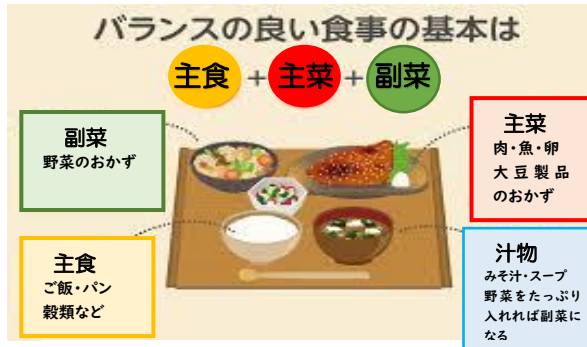 バランスの良い食事の基本は
主食+主菜+副菜
副菜
野菜のおかず
主菜
肉・魚・卵
大豆製品
のおかず
主食
ご飯・パン
穀類など
汁物
みそ汁・スープ
野菜をたっぷり
入れれば副菜に
なる